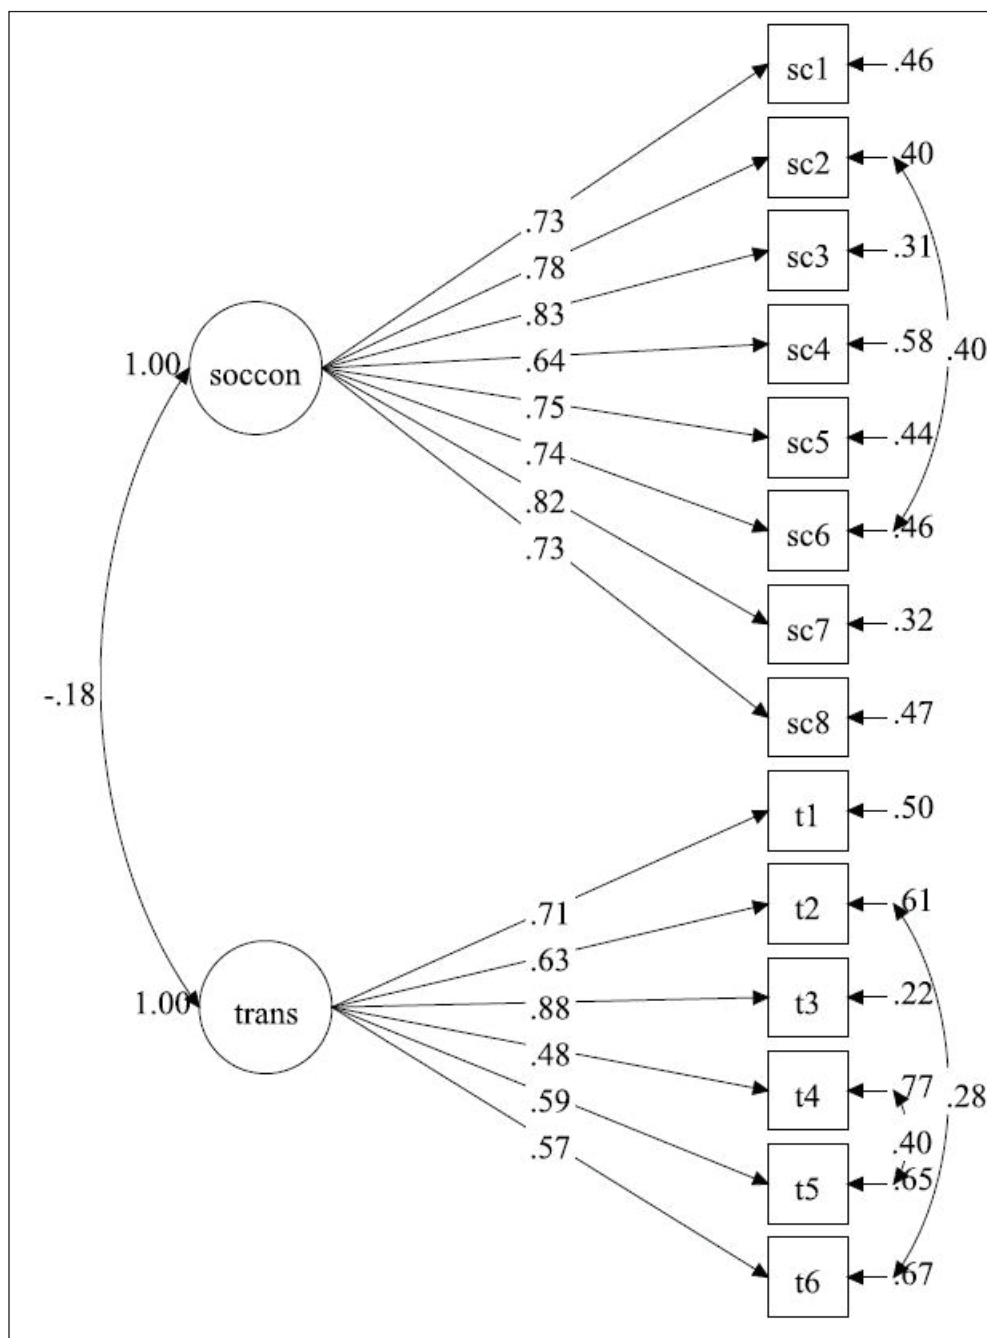 sc1 .46
sc2 .40
.73
sc3 .31
.78
.83
sc4 .58
.40
1.00 soccon
.64
.75
sc5 .44
.74
.82
sc6 .46
.73
sc7 .32
-.18
sc8 .47
t1 .50
.71
t2 .61
.63
1.00 trans
.88
t3 .22
.48
t4 .77
.28
.59
.40
.57
t5 .65
t6 .67